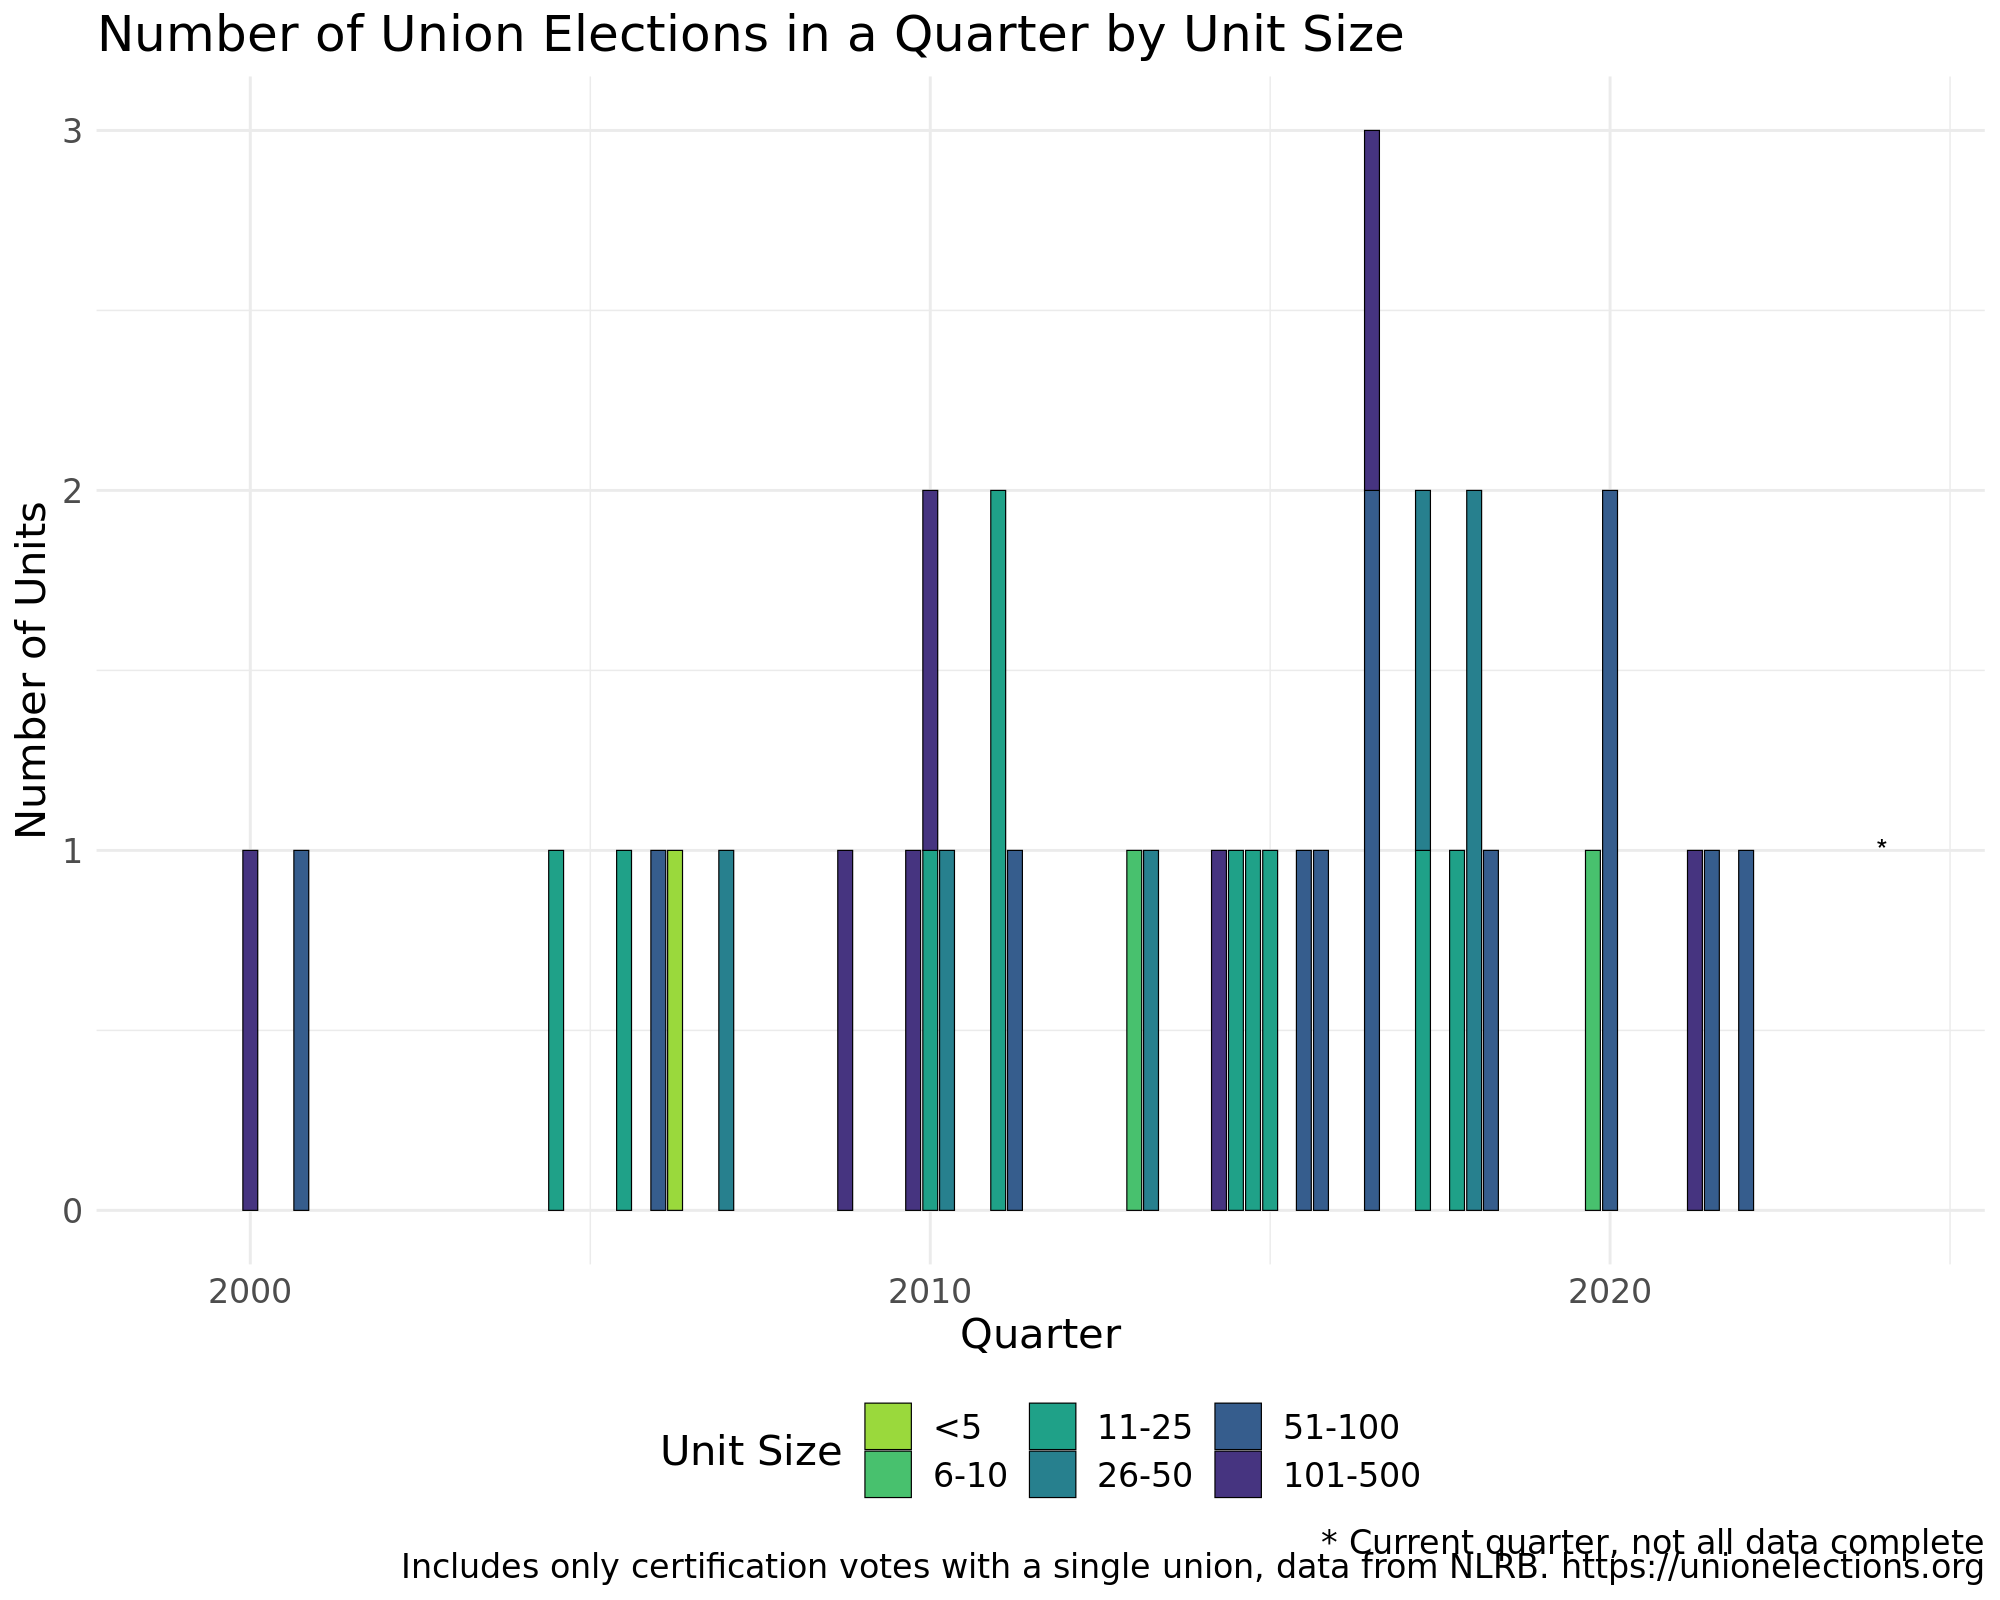 Number of Union Elections in a Quarter by Unit Size
Number of Units
3
2
1
0
*
2000 2010 2020
Quarter
Unit Size
<5 11-25 51-100
6-10 26-50 101-500
* Current quarter, not all data complete
Includes only certification votes with a single union, data from NLRB. https://unionelections.org